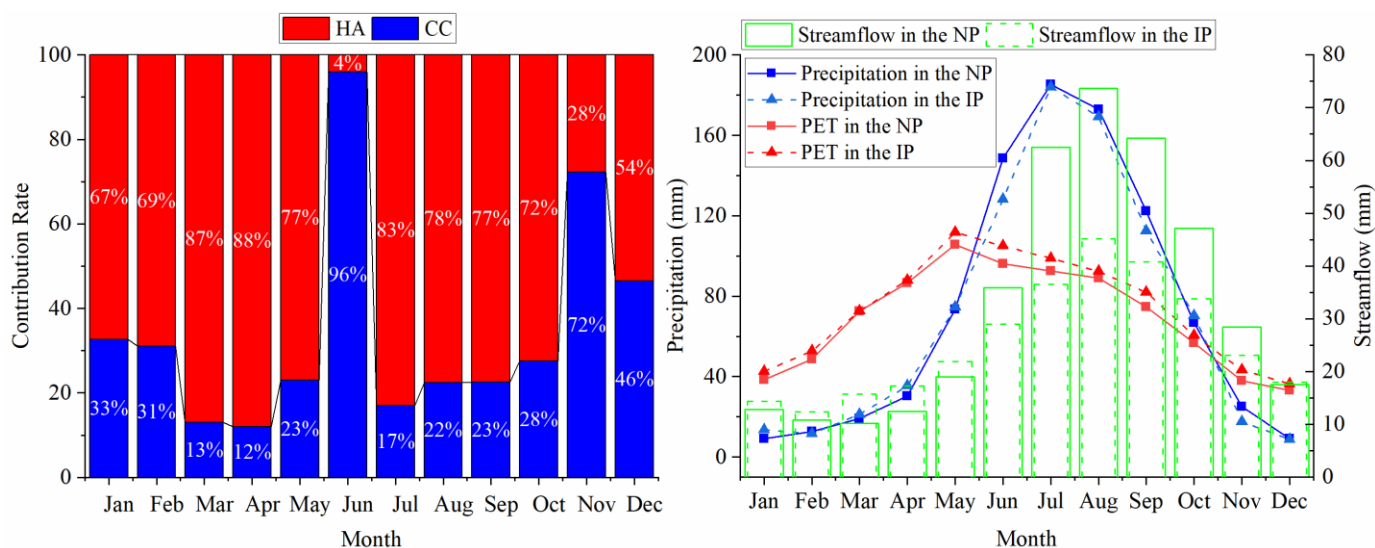 HA CC
100
80
60
40
20
0
Contribution Rate
67% 69% 87% 88% 77% 4% 83% 78% 77% 72% 28% 54%
33% 31% 13% 12% 23% 96% 17% 22% 23% 28% 72% 46%
Jan Feb Mar Apr May Jun Jul Aug Sep Oct Nov Dec
Month
Streamflow in the NP Streamflow in the IP
Precipitation in the NP
Precipitation in the IP
PET in the NP
PET in the IP
200
160
120
80
40
0
Precipitation (mm)
80
70
60
50
40
30
20
10
0
Streamflow (mm)
Jan Feb Mar Apr May Jun Jul Aug Sep Oct Nov Dec
Month